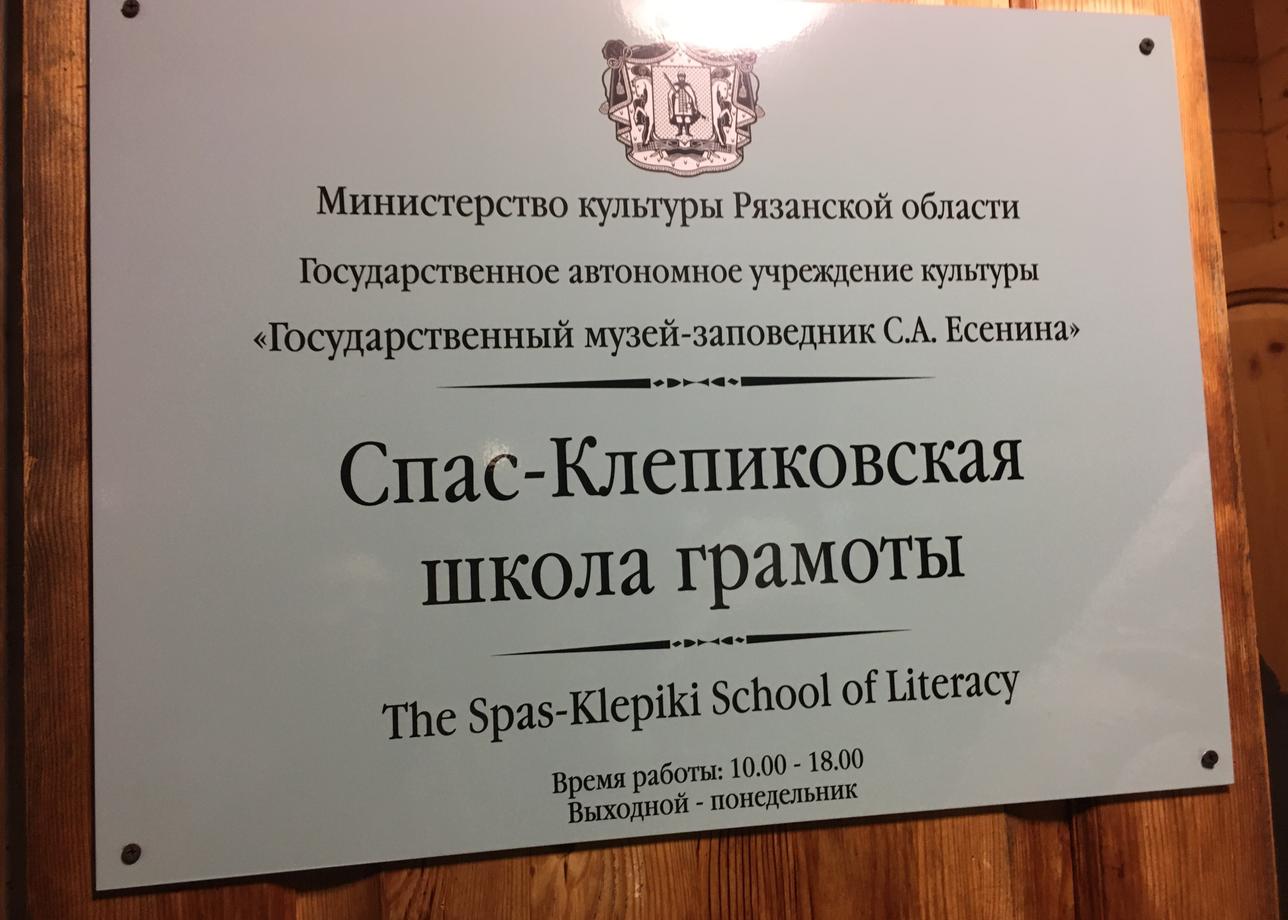 Министерство культуры Рязанской области
Государственное автономное учреждение культуры
«Государственный музей-заповедник С.А. Есенина»
Спас-Клепиковская
школа грамоты
The Spas-Klepiki School of Literacy
Время работы: 10.00 - 18.00
Выходной - понедельник